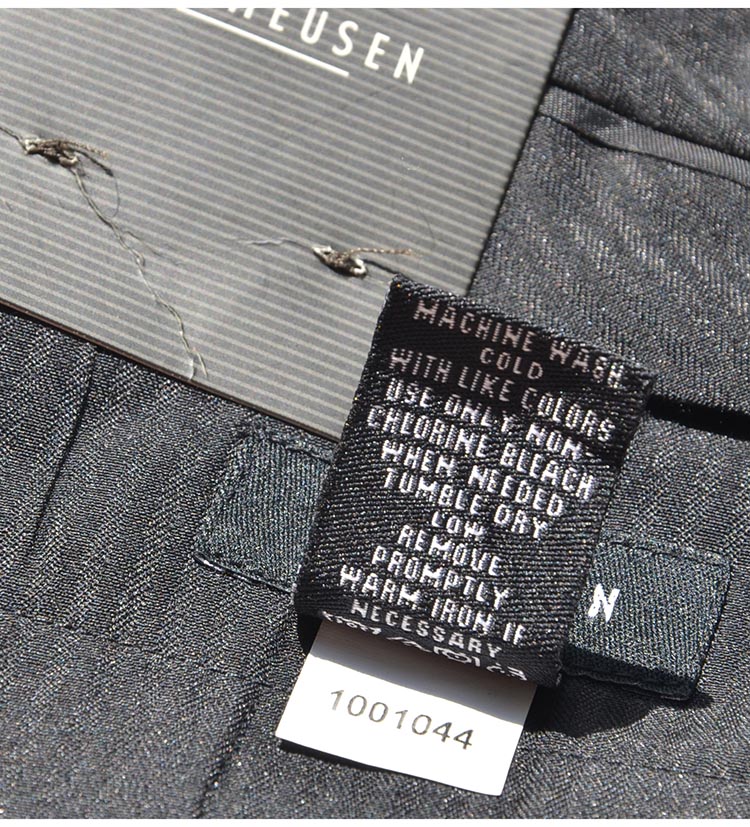 HEUSEN
MACHINE WASH
COLD
WITH LIKE COLORS
USE ONLY NON-
CHLORINE BLEACH
WHEN NEEDED
TUMBLE DRY
LOW
REMOVE
PROMPTLY
WARM IRON IF
NECESSARY
N
1001044